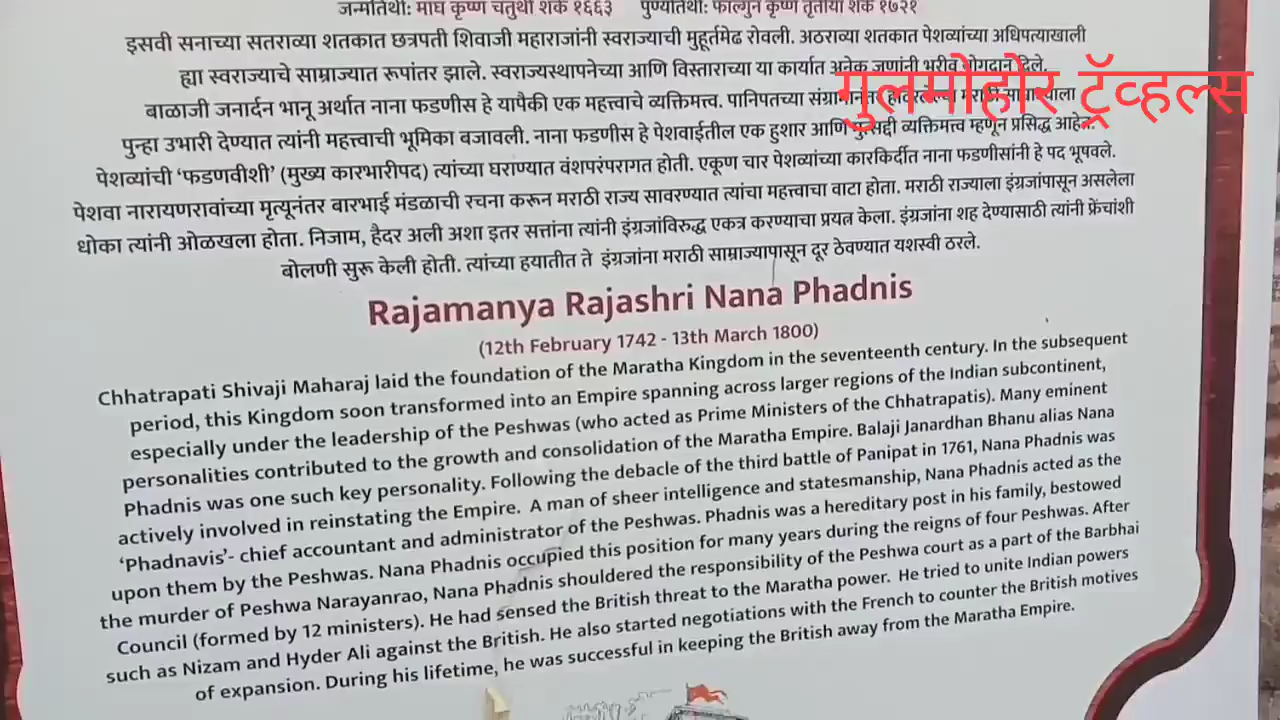 जन्मतिथी: माघ कृष्ण चतुर्थी शके १६६३ पुण्यतिथी: फाल्गुन कृष्ण तृतीया शके १७२१
इसवी सनाच्या सतराव्या शतकात छत्रपती शिवाजी महाराजांनी स्वराज्याची मुहूर्तमेढ रोवली. अठराव्या शतकात पेशव्यांच्या अधिपत्याखाली
ह्या स्वराज्याचे साम्राज्यात रूपांतर झाले. स्वराज्यस्थापनेच्या आणि विस्ताराच्या या कार्यात अनेक जणांनी भरीव योगदान दिले.
गुलमोहोर ट्रॅव्हल्स
बाळाजी जनार्दन भानू अर्थात नाना फडणीस हे यापैकी एक महत्त्वाचे व्यक्तिमत्त्व. पानिपतच्या संग्रामानंतर मराठी
पुन्हा उभारी देण्यात त्यांनी महत्त्वाची भूमिका बजावली. नाना फडणीस हे पेशवाईतील एक हुशार आणि मुत्सद्दी व्यक्तिमत्त्व म्हणून प्रसिद्ध आहेत.
पेशव्यांची ‘फडणवीशी’ (मुख्य कारभारीपद) त्यांच्या घराण्यात वंशपरंपरागत होती. एकूण चार पेशव्यांच्या कारकिर्दीत नाना फडणीसांनी हे पद भूषवले.
पेशवा नारायणरावांच्या मृत्यूनंतर बारभाई मंडळाची रचना करून मराठी राज्य सावरण्यात त्यांचा महत्त्वाचा वाटा होता. मराठी राज्याला इंग्रजांपासून असलेला
धोका त्यांनी ओळखला होता. निजाम, हैदर अली अशा इतर सत्तांना त्यांनी इंग्रजांविरुद्ध एकत्र करण्याचा प्रयत्न केला. इंग्रजांना शह देण्यासाठी त्यांनी फ्रेंचांशी
बोलणी सुरू केली होती. त्यांच्या हयातीत ते इंग्रजांना मराठी साम्राज्यापासून दूर ठेवण्यात यशस्वी ठरले.
Rajamanya Rajashri Nana Phadnis
(12th February 1742 - 13th March 1800)
Chhatrapati Shivaji Maharaj laid the foundation of the Maratha Kingdom in the seventeenth century. In the subsequent
period, this Kingdom soon transformed into an Empire spanning across larger regions of the Indian subcontinent,
especially under the leadership of the Peshwas (who acted as Prime Ministers of the Chhatrapatis). Many eminent
personalities contributed to the growth and consolidation of the Maratha Empire. Balaji Janardhan Bhanu alias Nana
Phadnis was one such key personality. Following the debacle of the third battle of Panipat in 1761, Nana Phadnis was
actively involved in reinstating the Empire. A man of sheer intelligence and statesmanship, Nana Phadnis acted as the
‘Phadnavis’- chief accountant and administrator of the Peshwas. Phadnis was a hereditary post in his family, bestowed
upon them by the Peshwas. Nana Phadnis occupied this position for many years during the reigns of four Peshwas. After
the murder of Peshwa Narayanrao, Nana Phadnis shouldered the responsibility of the Peshwa court as a part of the Barbhai
Council (formed by 12 ministers). He had sensed the British threat to the Maratha power. He tried to unite Indian powers
such as Nizam and Hyder Ali against the British. He also started negotiations with the French to counter the British motives
of expansion. During his lifetime, he was successful in keeping the British away from the Maratha Empire.